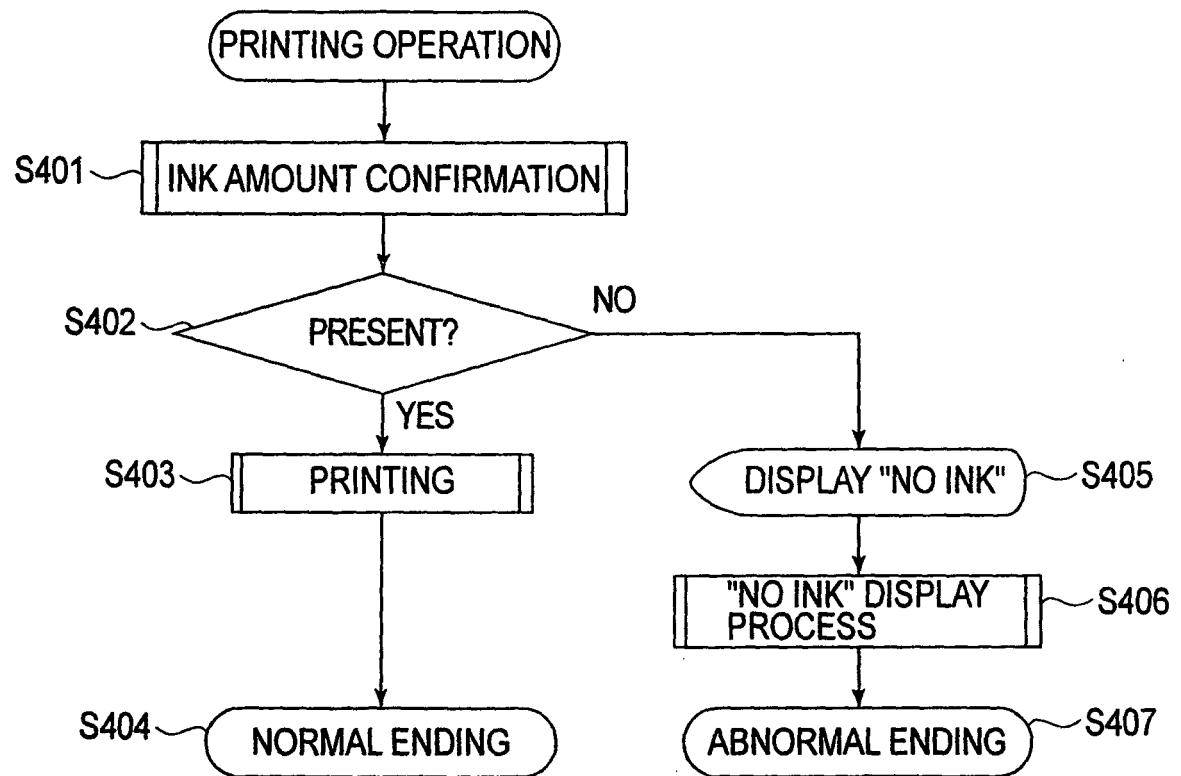 PRINTING OPERATION
S401
INK AMOUNT CONFIRMATION
S402
PRESENT?
NO
YES
S403
PRINTING
DISPLAY "NO INK"
S405
"NO INK" DISPLAY
PROCESS
S406
S404
NORMAL ENDING
ABNORMAL ENDING
S407